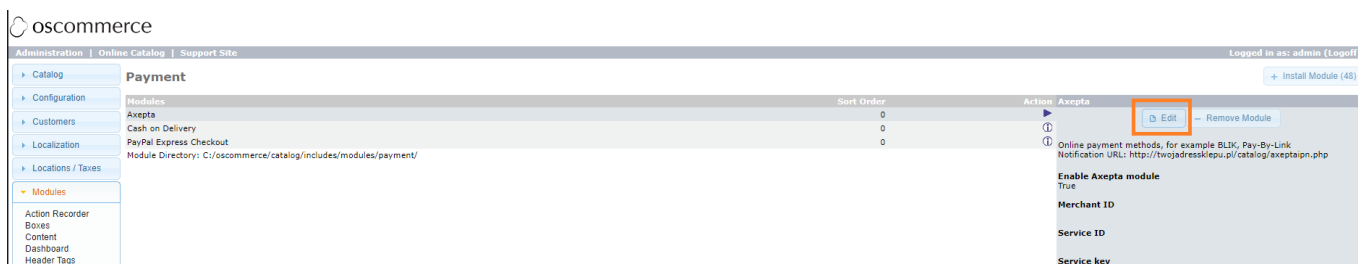 oscommerce
Administration | Online Catalog | Support Site
Logged in as: admin (Logoff
Catalog
Configuration
Customers
Localization
Locations / Taxes
Modules
Action Recorder
Boxes
Content
Dashboard
Header Tags
Payment
+ Install Module (48)
Modules Sort Order Action
Axepta 0
Cash on Delivery 0
PayPal Express Checkout 0
Module Directory: C:/oscommerce/catalog/includes/modules/payment/
Axepta
Edit
− Remove Module
Online payment methods, for example BLIK, Pay-By-Link
Notification URL: http://twojadressklepu.pl/catalog/axeptaipn.php
Enable Axepta module
True
Merchant ID
Service ID
Service key